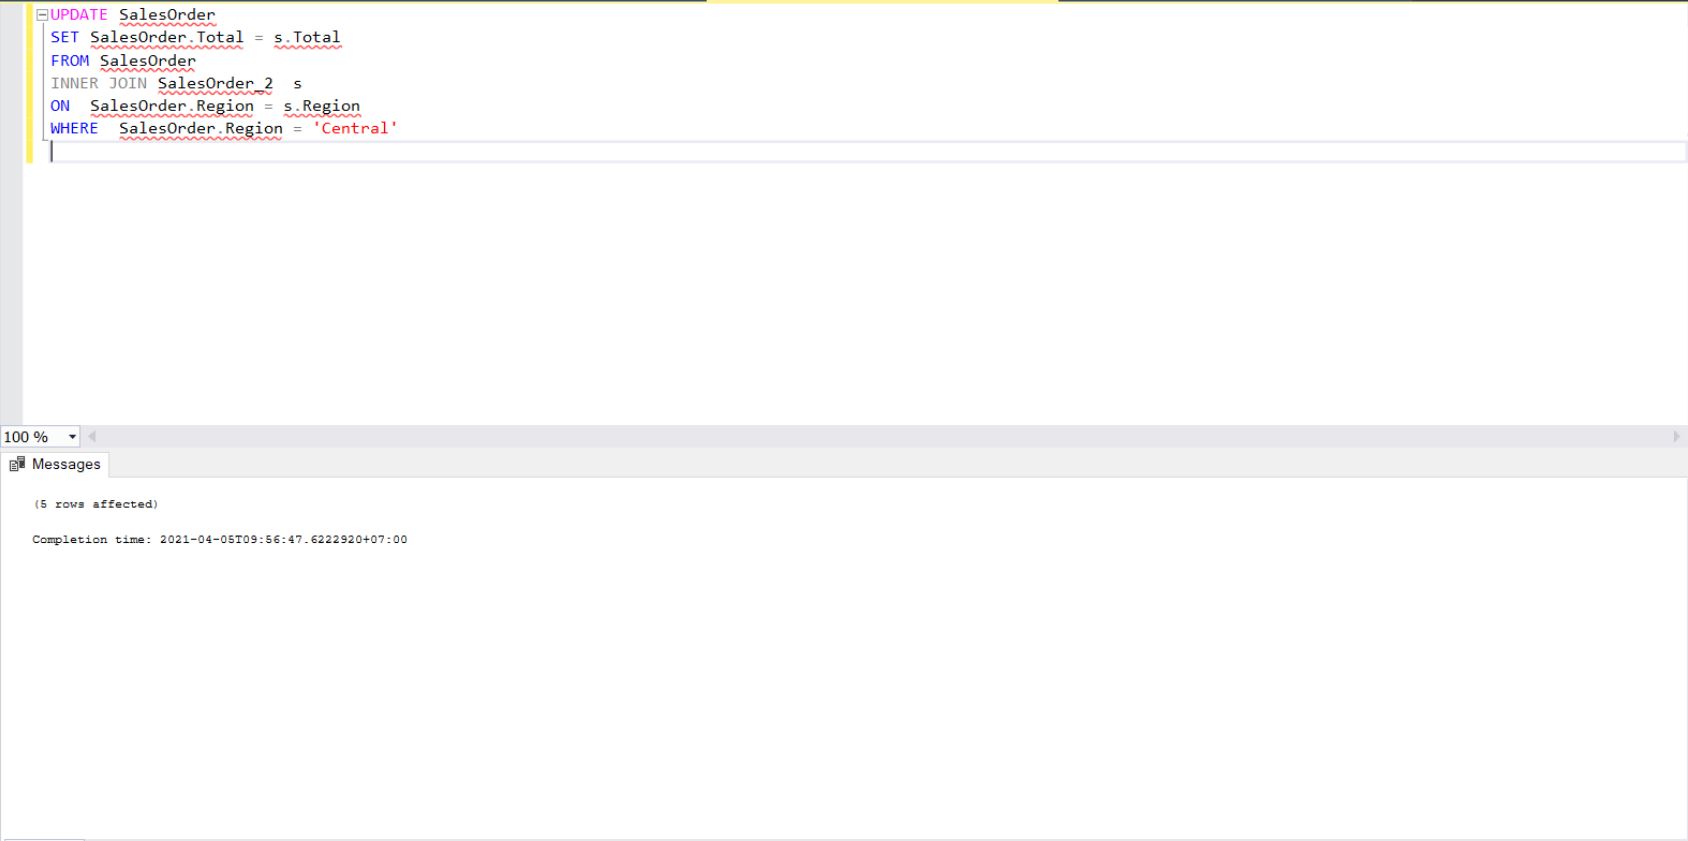 UPDATE SalesOrder
SET SalesOrder.Total = s.Total
FROM SalesOrder
INNER JOIN SalesOrder_2  s
ON  SalesOrder.Region = s.Region
WHERE  SalesOrder.Region = 'Central'
100 %
Messages
(5 rows affected)
Completion time: 2021-04-05T09:56:47.6222920+07:00